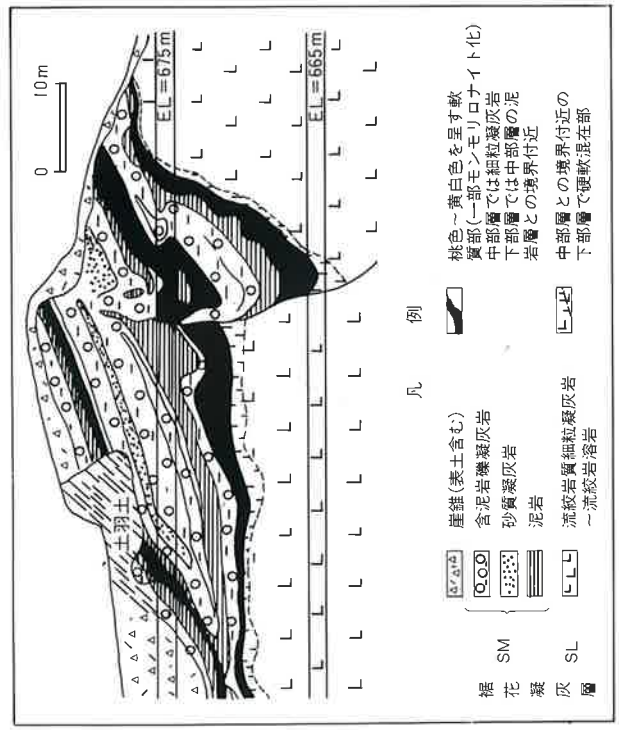 0 10m
EL=675m
EL=665m
土羽土
凡 例
裾花凝灰層
SM
SL
崖錐(表土含む)
含泥岩礫凝灰岩
砂質凝灰岩
泥岩
流紋岩質細粒凝灰岩
~流紋岩溶岩
桃色~黄白色を呈す軟
質部(一部モンモリロナイト化)
中部層では細粒凝灰岩
下部層では中部層の泥
岩層との境界付近
中部層との境界付近の
下部層で硬軟混在部